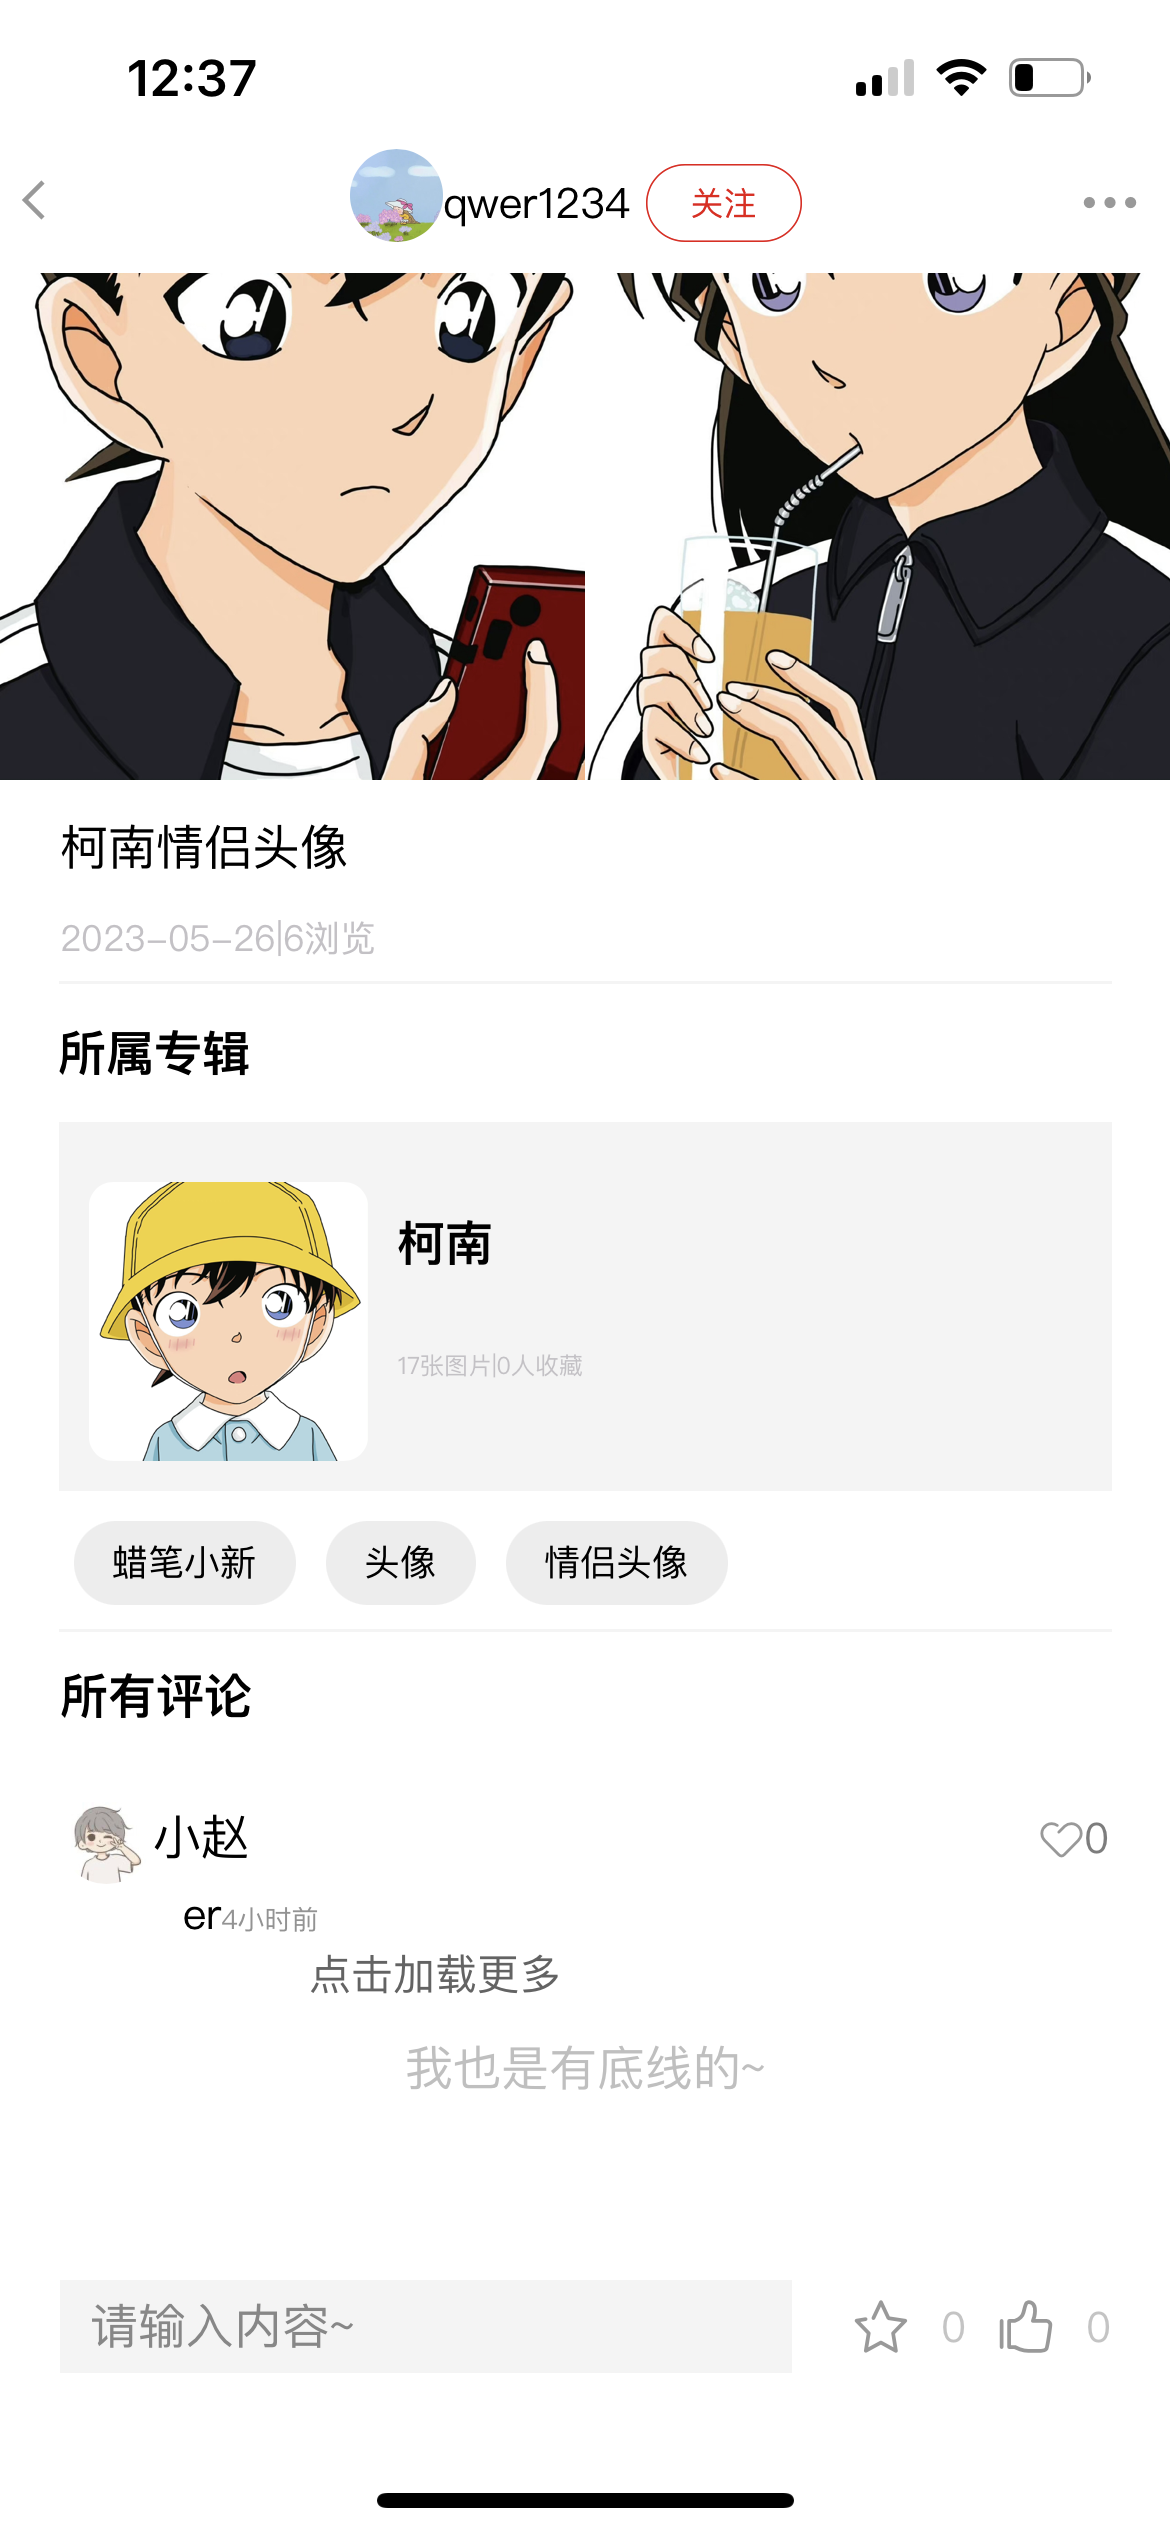 12:37
qwer1234 关注
柯南情侣头像
2023-05-26|6浏览
所属专辑
柯南
17张图片|0人收藏
蜡笔小新 头像 情侣头像
所有评论
小赵 0
er4小时前
点击加载更多
我也是有底线的~
请输入内容~ 0 0